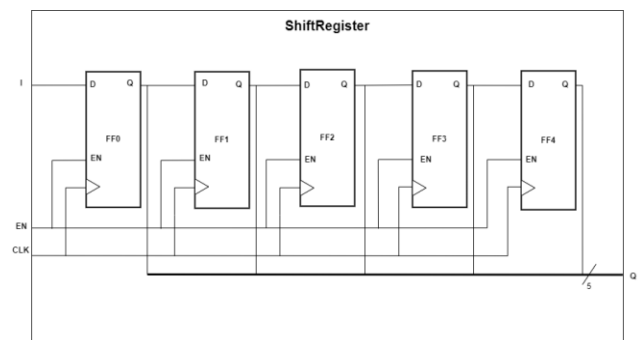 ShiftRegister
I
D Q D Q D Q D Q D Q
FF0 FF1 FF2 FF3 FF4
EN EN EN EN EN
EN
CLK
Q
5